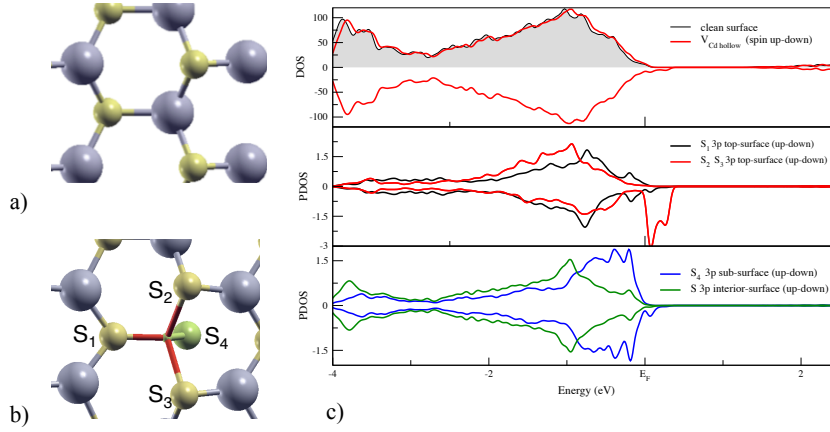 a)
b)
S1
S2
S3
S4
c)
DOS
100
50
0
-50
-100
clean surface
VCd hollow (spin up-down)
PDOS
1.5
0
-1.5
-3
S1 3p top-surface (up-down)
S2 S3 3p top-surface (up-down)
PDOS
1.5
0
-1.5
S4 3p sub-surface (up-down)
S 3p interior-surface (up-down)
-4
-2
0
EF
2
Energy (eV)